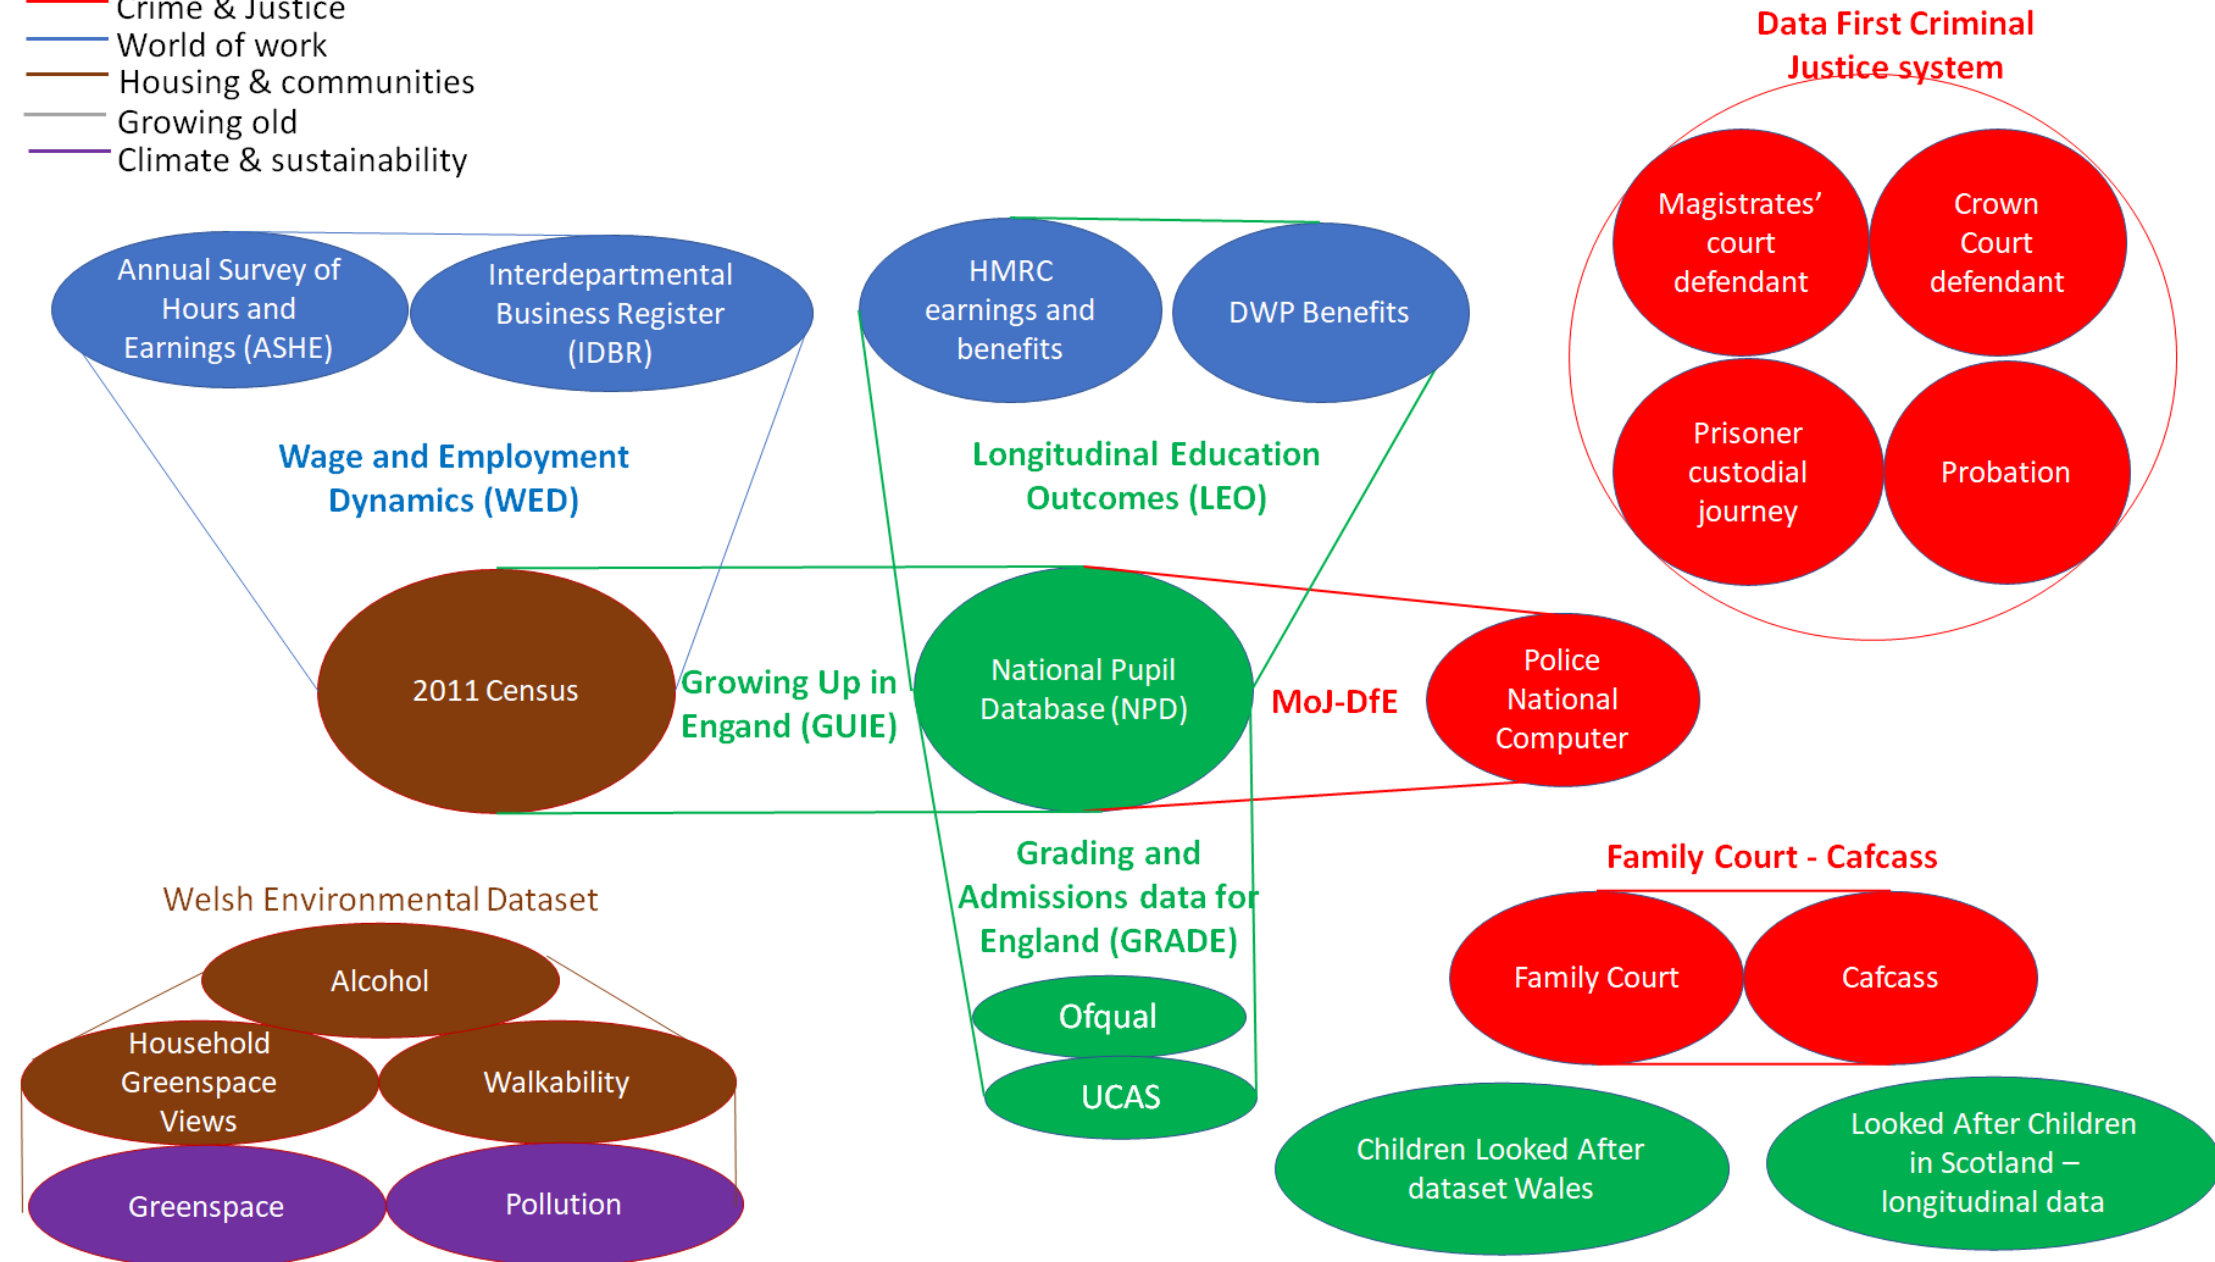 Crime & Justice
World of work
Housing & communities
Growing old
Climate & sustainability
Data First Criminal
Justice system
Magistrates’
court
defendant
Crown
Court
defendant
Prisoner
custodial
journey
Probation
Annual Survey of
Hours and
Earnings (ASHE)
Interdepartmental
Business Register
(IDBR)
HMRC
earnings and
benefits
DWP Benefits
Wage and Employment
Dynamics (WED)
Longitudinal Education
Outcomes (LEO)
2011 Census
Growing Up in
Engand (GUIE)
National Pupil
Database (NPD)
MoJ-DfE
Police
National
Computer
Grading and
Admissions data for
England (GRADE)
Ofqual
UCAS
Family Court - Cafcass
Family Court
Cafcass
Welsh Environmental Dataset
Alcohol
Household
Greenspace
Views
Walkability
Greenspace
Pollution
Children Looked After
dataset Wales
Looked After Children
in Scotland –
longitudinal data